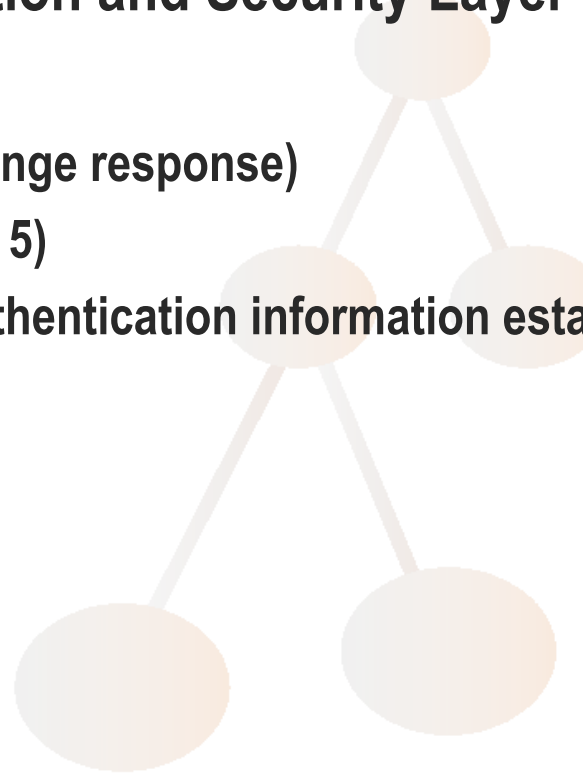 tion and Security Layer
nge response)
5)
thentication information esta